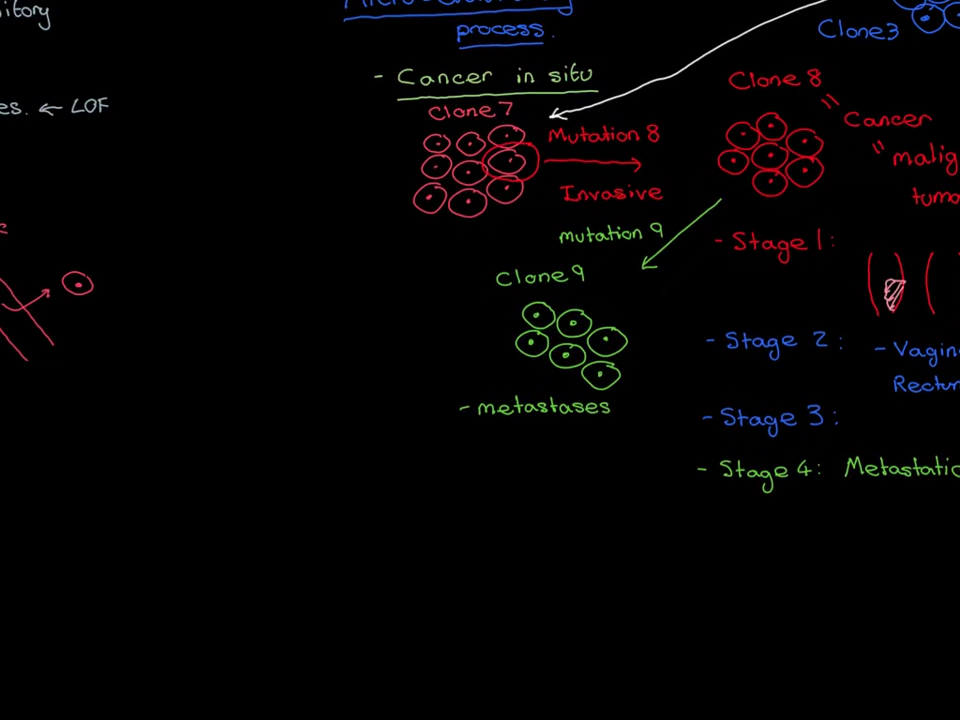 process.
Clone3
- Cancer in situ
Clone 8
Clone 7
es. ← LOF
Mutation 8
" Cancer
" malig
Invasive
tumo
mutation 9
- Stage 1:
Clone 9
- Stage 2: - Vagin
Rectur
- metastases
- Stage 3:
- Stage 4: Metastatic